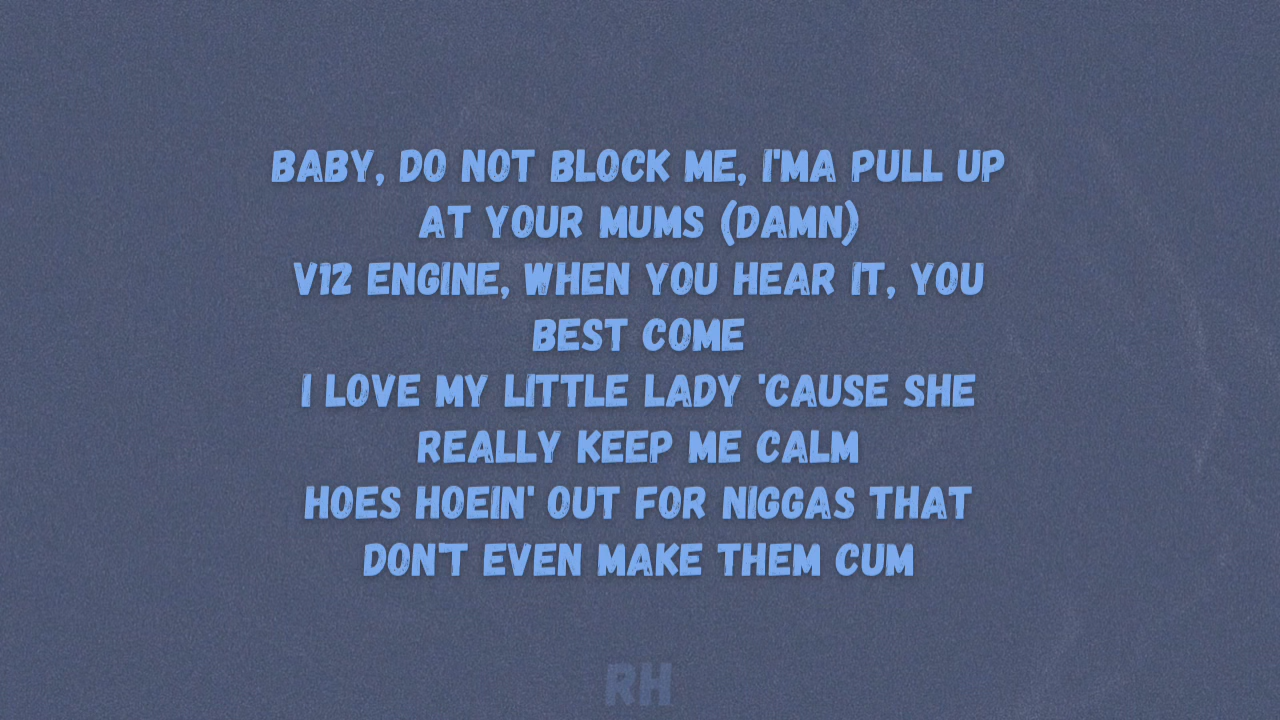 BABY, DO NOT BLOCK ME, I'MA PULL UP
AT YOUR MUMS (DAMN)
V12 ENGINE, WHEN YOU HEAR IT, YOU
BEST COME
I LOVE MY LITTLE LADY 'CAUSE SHE
REALLY KEEP ME CALM
HOES HOEIN' OUT FOR NIGGAS THAT
DON'T EVEN MAKE THEM CUM
RH